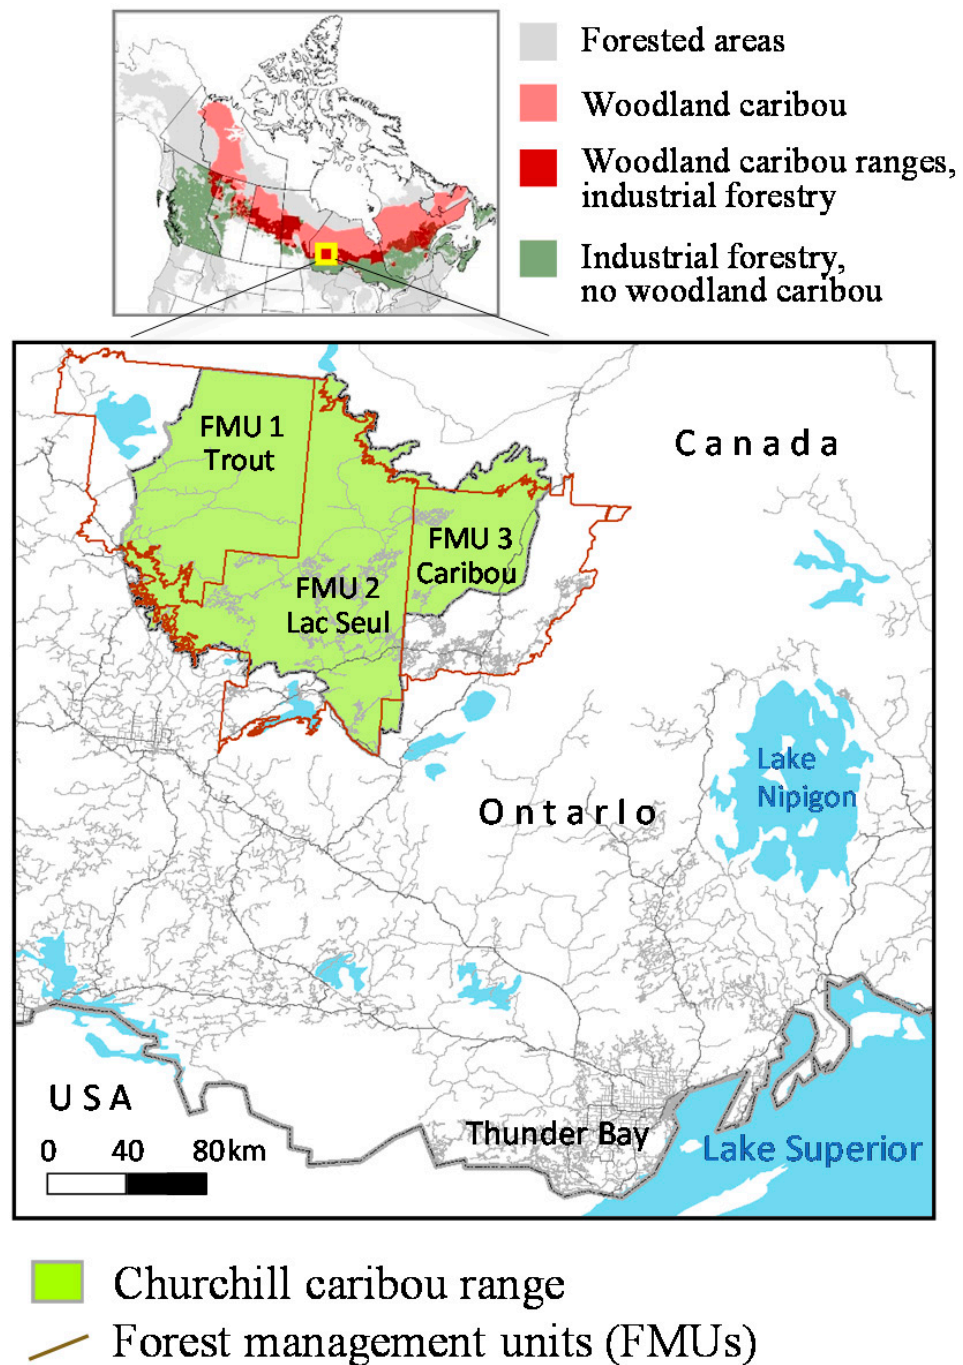 Forested areas
Woodland caribou
Woodland caribou ranges,
industrial forestry
Industrial forestry,
no woodland caribou
FMU 1
Trout
Canada
FMU 3
Caribou
FMU 2
Lac Seul
Lake
Nipigon
OntarIo
USA
0 40 80 km
Thunder Bay
Lake Superior
Churchill caribou range
Forest management units (FMUs)